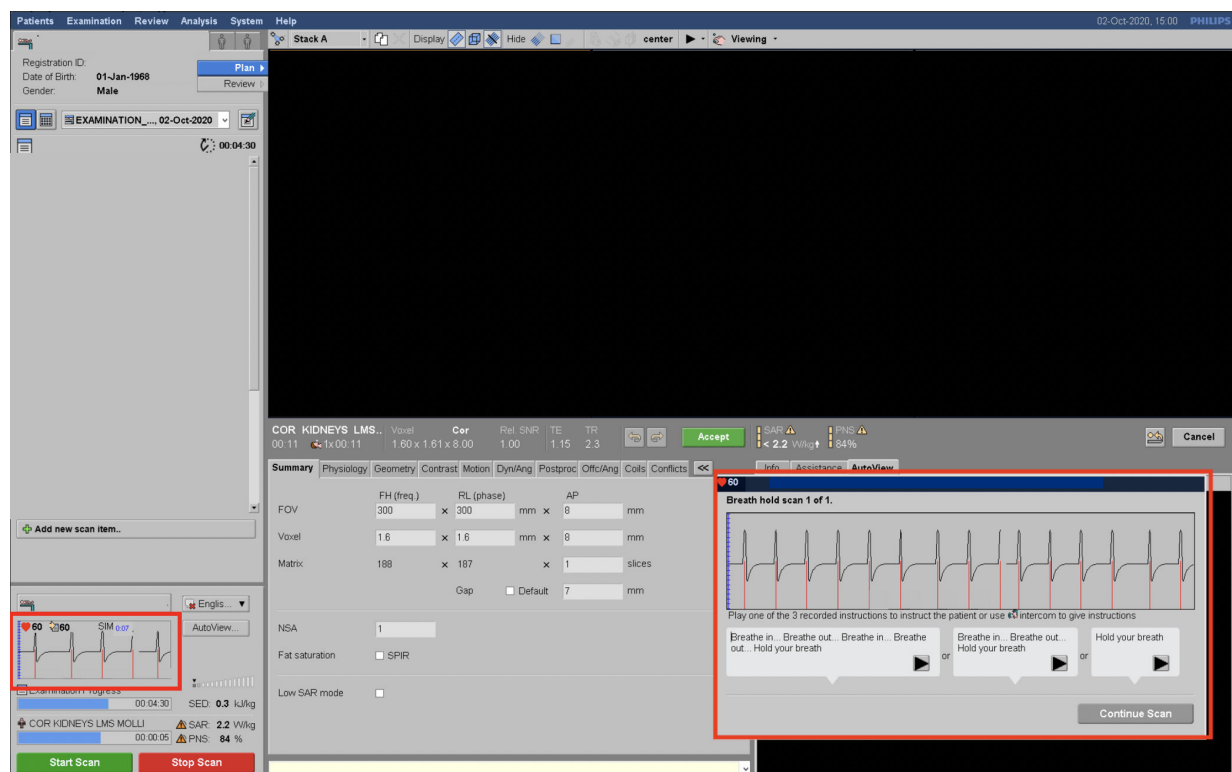 Patients Examination Review Analysis System Help 02-Oct-2020, 15:00 PHILIPS
Stack A Display Hide center Viewing
Registration ID:
Date of Birth: 01-Jan-1968
Gender: Male
Plan
Review
EXAMINATION_..., 02-Oct-2020
00:04:30
Add new scan item..
COR KIDNEYS LMS.. Voxel Cor Rel. SNR TE TR
00:11 1x00:11 1.60 x 1.61 x 8.00 1.00 1.15 2.3
Accept
SAR PNS
< 2.2 W/kg 84%
Cancel
Summary Physiology Geometry Contrast Motion Dyn/Ang Postproc Offc/Ang Coils Conflicts <<
Info Assistance AutoView
FH (freq.) RL (phase) AP
FOV 300 x 300 mm x 8 mm
Voxel 1.6 x 1.6 mm x 8 mm
Matrix 188 x 187 x 1 slices
Gap Default 7 mm
NSA 1
Fat saturation SPIR
Low SAR mode
60
Breath hold scan 1 of 1.
Play one of the 3 recorded instructions to instruct the patient or use intercom to give instructions
Breathe in... Breathe out... Breathe in... Breathe
out... Hold your breath
or
Breathe in... Breathe out...
Hold your breath
or
Hold your breath
Continue Scan
Englis...
60 60 SIM 0:07
AutoView...
Examination Progress
00:04:30 SED: 0.3 kJ/kg
COR KIDNEYS LMS MOLLI SAR: 2.2 W/kg
00:00:05 PNS: 84 %
Start Scan Stop Scan